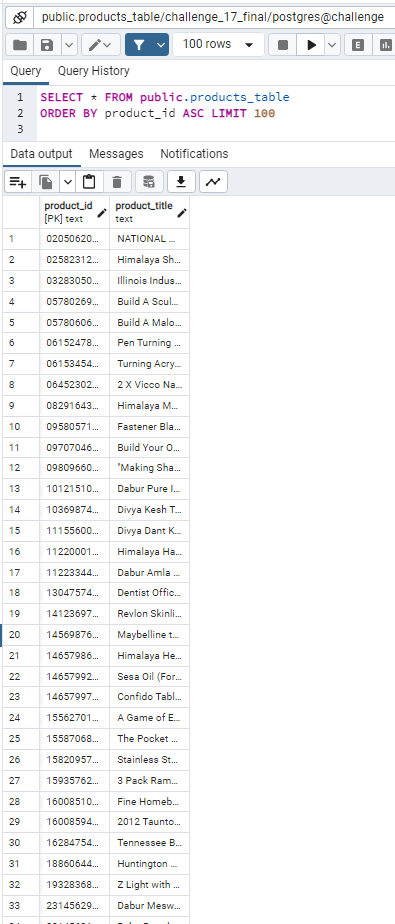 public.products_table/challenge_17_final/postgres@challenge
100 rows
E
Query Query History
1 SELECT * FROM public.products_table
2 ORDER BY product_id ASC LIMIT 100
3
Data output Messages Notifications
product_id product_title
[PK] text text
1 02050620... NATIONAL ...
2 02582312... Himalaya Sh...
3 03283050... Illinois Indus...
4 05780269... Build A Scul...
5 05780606... Build A Malo...
6 06152478... Pen Turning ...
7 06153454... Turning Acry...
8 06452302... 2 X Vicco Na...
9 08291643... Himalaya M...
10 09580571... Fastener Bla...
11 09707046... Build Your O...
12 09809660... "Making Sha...
13 10121510... Dabur Pure I...
14 10369874... Divya Kesh T...
15 11155600... Divya Dant K...
16 11220001... Himalaya Ha...
17 11223344... Dabur Amla ...
18 13047574... Dentist Offic...
19 14123697... Revlon Skinli...
20 14569876... Maybelline t...
21 14657986... Himalaya He...
22 14657992... Sesa Oil (For...
23 14657997... Confido Tabl...
24 15562701... A Game of E...
25 15587068... The Pocket ...
26 15820957... Stainless St...
27 15935762... 3 Pack Ram...
28 16008510... Fine Homeb...
29 16008594... 2012 Taunto...
30 16284754... Tennessee B...
31 18860644... Huntington ...
32 19328368... Z Light with ...
33 23145629... Dabur Mesw...